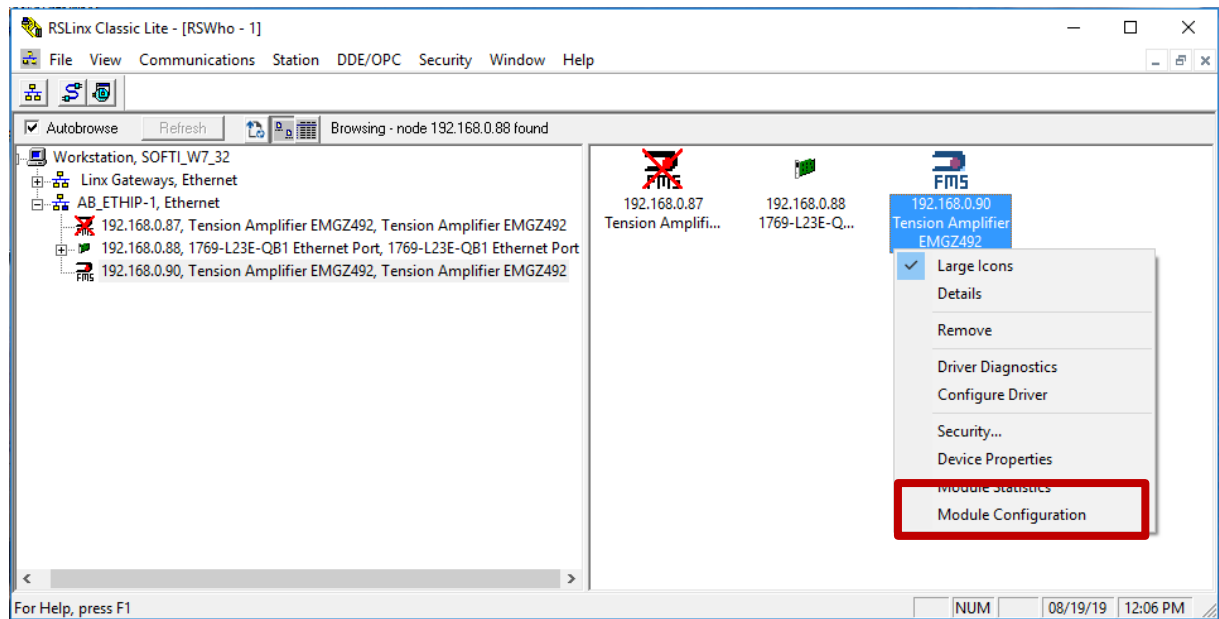 RSLinx Classic Lite - [RSWho - 1]
File View Communications Station DDE/OPC Security Window Help
Autobrowse Refresh Browsing - node 192.168.0.88 found
Workstation, SOFTI_W7_32
Linx Gateways, Ethernet
AB_ETHIP-1, Ethernet
192.168.0.87, Tension Amplifier EMGZ492, Tension Amplifier EMGZ492
192.168.0.88, 1769-L23E-QB1 Ethernet Port, 1769-L23E-QB1 Ethernet Port
FMS
192.168.0.90, Tension Amplifier EMGZ492, Tension Amplifier EMGZ492
FMS
192.168.0.87
Tension Amplifi...
192.168.0.88
1769-L23E-Q...
FMS
192.168.0.90
Tension Amplifier
EMGZ492
Large Icons
Details
Remove
Driver Diagnostics
Configure Driver
Security...
Device Properties
Module Statistics
Module Configuration
For Help, press F1
NUM 08/19/19 12:06 PM